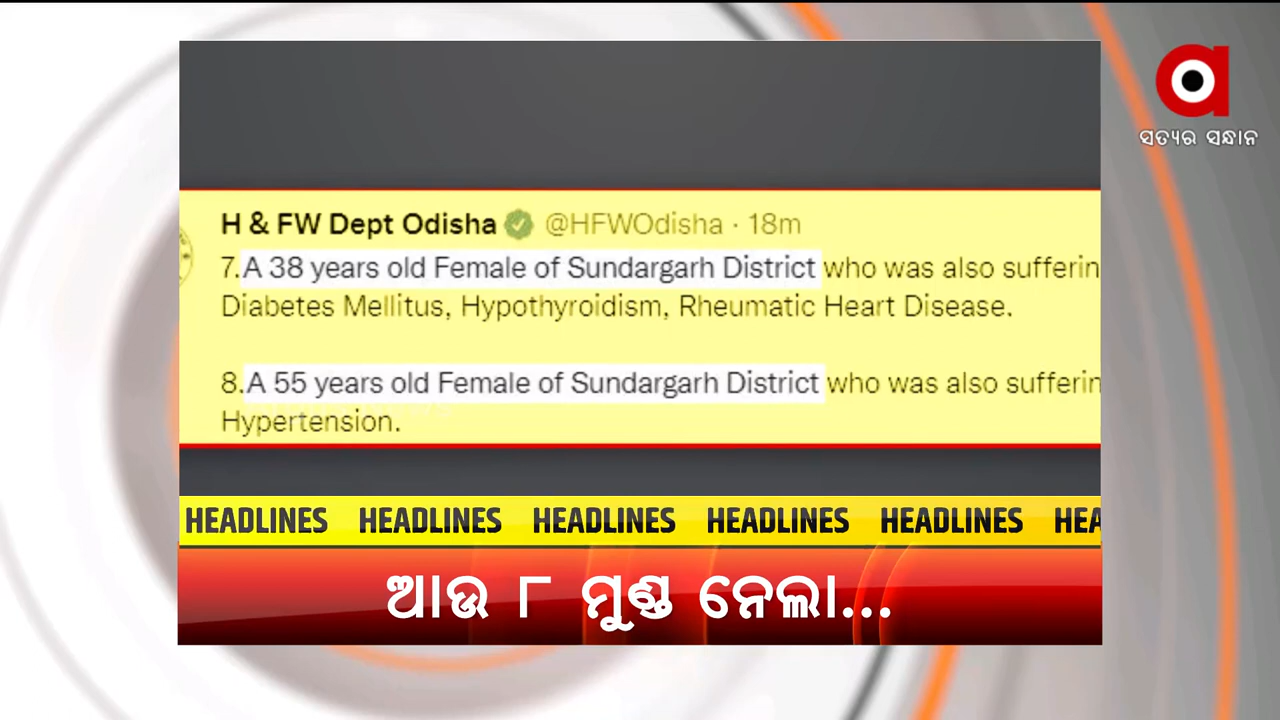 ସତ୍ୟର ସନ୍ଧାନ
H & FW Dept Odisha @HFWOdisha · 18m
7.A 38 years old Female of Sundargarh District who was also sufferin
Diabetes Mellitus, Hypothyroidism, Rheumatic Heart Disease.
8.A 55 years old Female of Sundargarh District who was also sufferin
Hypertension.
HEADLINES HEADLINES HEADLINES HEADLINES HEADLINES HEA
ଆଉ ୮ ମୁଣ୍ଡ ନେଲା...